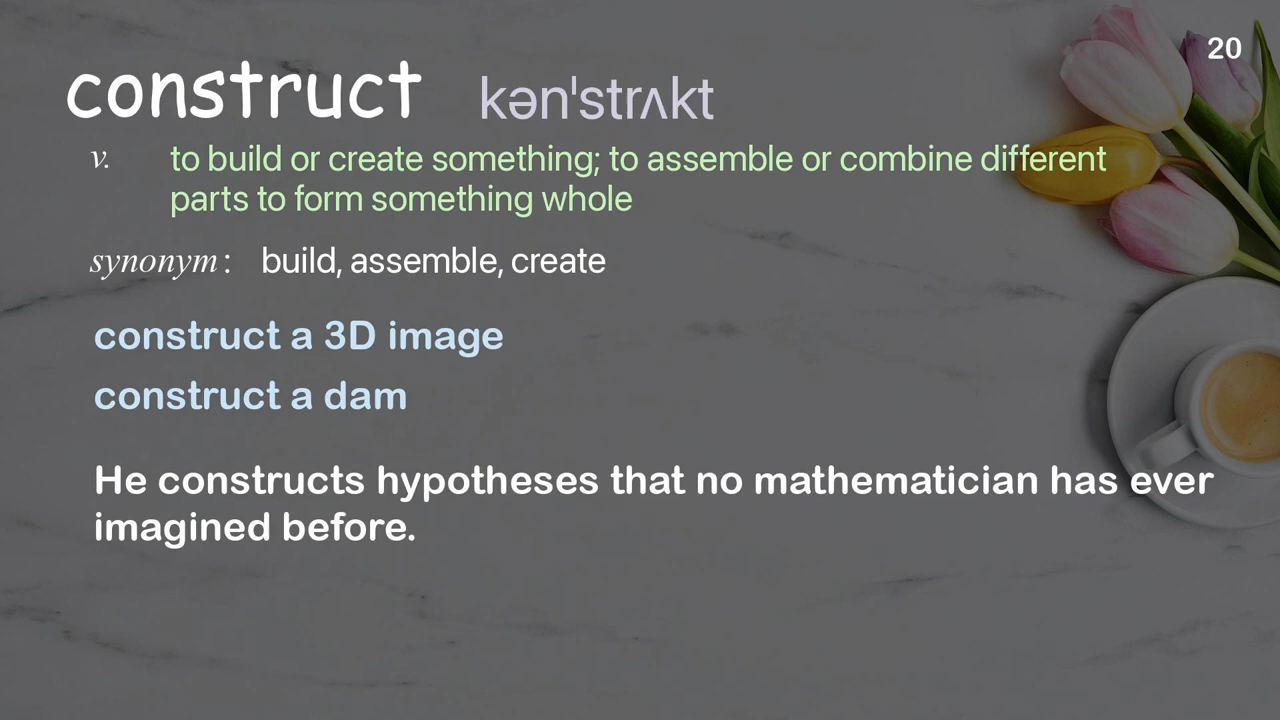 20
construct kən'strʌkt
v. to build or create something; to assemble or combine different
parts to form something whole
synonym : build, assemble, create
construct a 3D image
construct a dam
He constructs hypotheses that no mathematician has ever
imagined before.